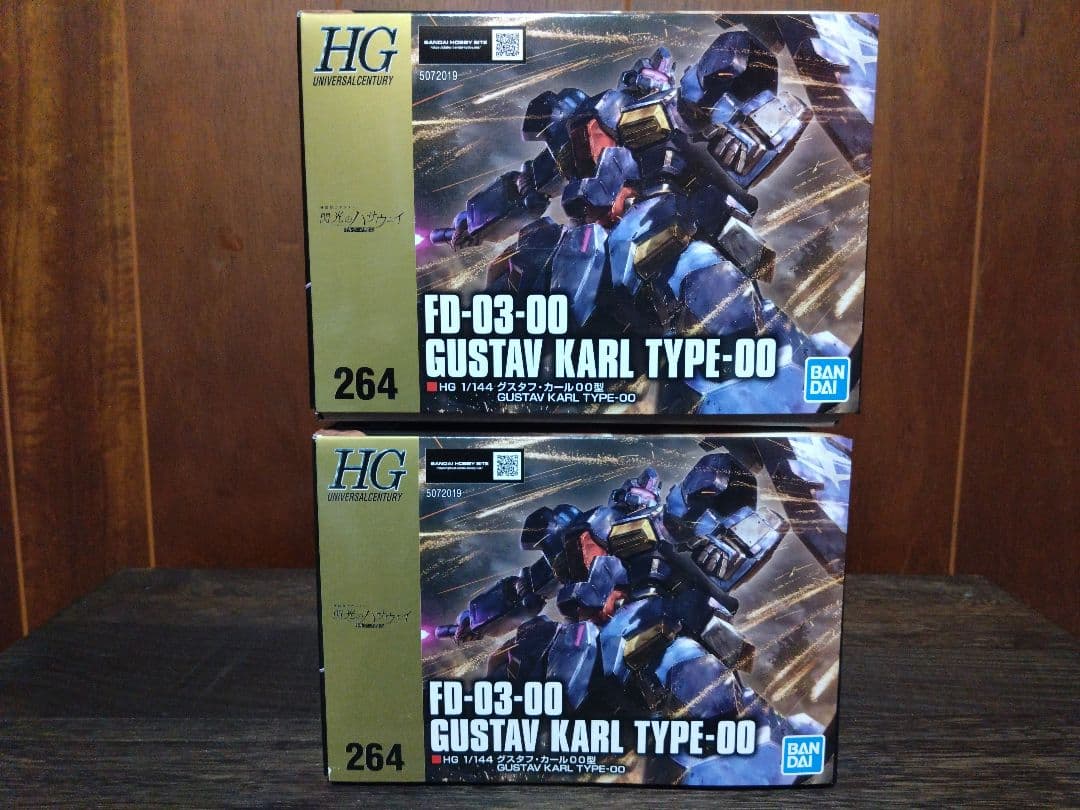 HG
UNIVERSALCENTURY
BANDAI HOBBY SITE
5072019
閃光のハサウェイ
264
FD-03-00
GUSTAV KARL TYPE-00
HG 1/144 グスタフ・カール00型
GUSTAV KARL TYPE-00
BAN
DAI
HG
UNIVERSALCENTURY
BANDAI HOBBY SITE
5072019
閃光のハサウェイ
264
FD-03-00
GUSTAV KARL TYPE-00
HG 1/144 グスタフ・カール00型
GUSTAV KARL TYPE-00
BAN
DAI